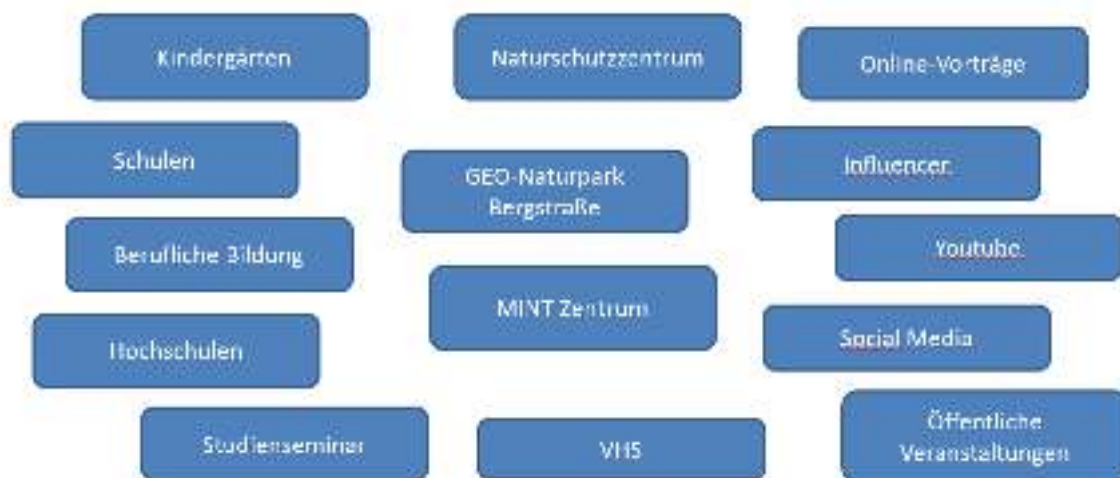 Kindergärten
Naturschutzzentrum
Online-Vorträge
Schulen
GEO-Naturpark
Bergstraße
Influencer
Berufliche Bildung
Youtube
MINT Zentrum
Hochschulen
Social Media
Studienseminar
VHS
Öffentliche
Veranstaltungen